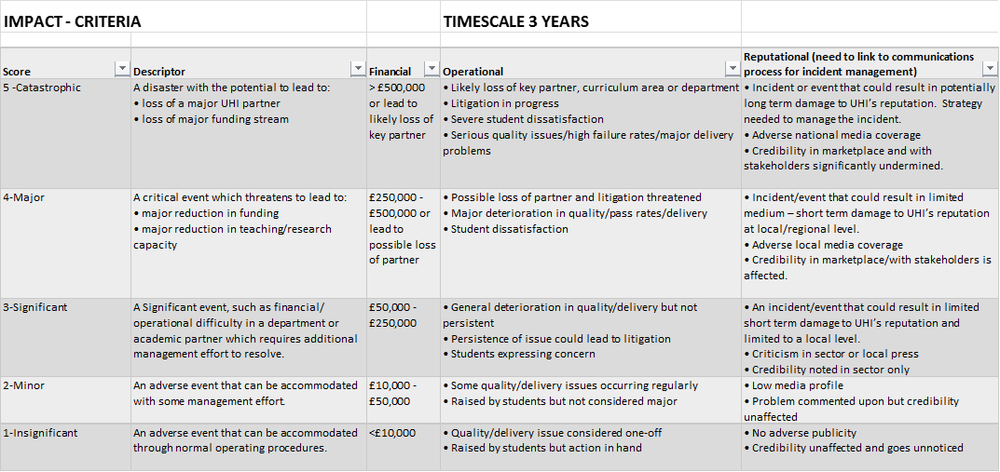 IMPACT - CRITERIA
TIMESCALE 3 YEARS
Score
Descriptor
Financial
Operational
Reputational (need to link to communications
process for incident management)
5 -Catastrophic
A disaster with the potential to lead to:
• loss of a major UHI partner
• loss of major funding stream
> £500,000
or lead to
likely loss of
key partner
• Likely loss of key partner, curriculum area or department
• Litigation in progress
• Severe student dissatisfaction
• Serious quality issues/high failure rates/major delivery
problems
• Incident or event that could result in potentially
long term damage to UHI's reputation.  Strategy
needed to manage the incident.
• Adverse national media coverage
• Credibility in marketplace and with
stakeholders significantly undermined.
4-Major
A critical event which threatens to lead to:
• major reduction in funding
• major reduction in teaching/research
capacity
£250,000 -
£500,000 or
lead to
possible loss
of partner
• Possible loss of partner and litigation threatened
• Major deterioration in quality/pass rates/delivery
• Student dissatisfaction
• Incident/event that could result in limited
medium – short term damage to UHI's reputation
at local/regional level.
• Adverse local media coverage
• Credibility in marketplace/with stakeholders is
affected.
3-Significant
A Significant event, such as financial/
operational difficulty in a department or
academic partner which requires additional
management effort to resolve.
£50,000 -
£250,000
• General deterioration in quality/delivery but not
persistent
• Persistence of issue could lead to litigation
• Students expressing concern
• An incident/event that could result in limited
short term damage to UHI's reputation and
limited to a local level.
• Criticism in sector or local press
• Credibility noted in sector only
2-Minor
An adverse event that can be accommodated
with some management effort.
£10,000 -
£50,000
• Some quality/delivery issues occurring regularly
• Raised by students but not considered major
• Low media profile
• Problem commented upon but credibility
unaffected
1-Insignificant
An adverse event that can be accommodated
through normal operating procedures.
<£10,000
• Quality/delivery issue considered one-off
• Raised by students but action in hand
• No adverse publicity
• Credibility unaffected and goes unnoticed